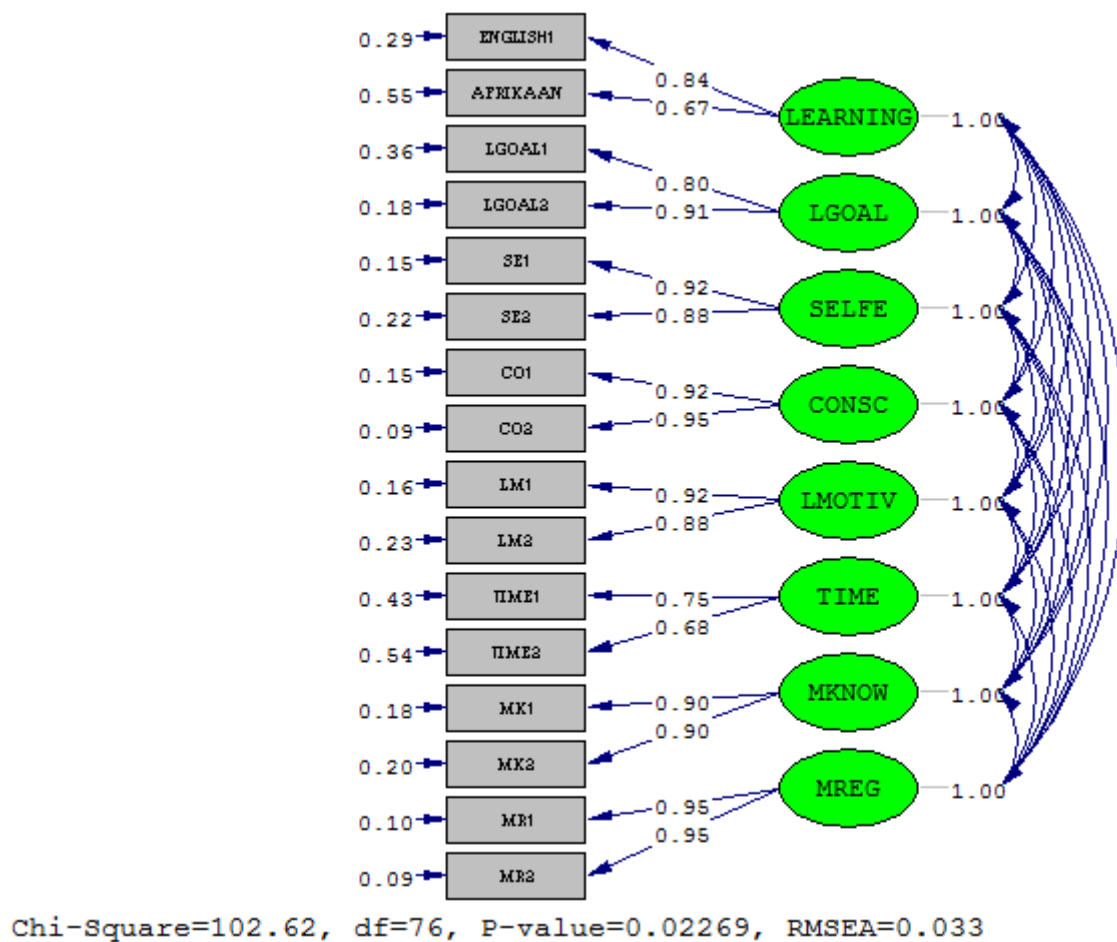 0.29 ENGLISH1
0.84
0.55 AFRIKAAN
0.67
LEARNING 1.00
0.36 LGOAL1
0.80
0.18 LGOAL2
0.91
LGOAL 1.00
0.15 SE1
0.92
0.22 SE2
0.88
SELFE 1.00
0.15 CO1
0.92
0.09 CO2
0.95
CONSC 1.00
0.16 LM1
0.92
0.23 LM2
0.88
LMOTIV 1.00
0.43 TIME1
0.75
0.54 TIME2
0.68
TIME 1.00
0.18 MK1
0.90
0.20 MK2
0.90
MKNOW 1.00
0.10 MR1
0.95
0.09 MR2
0.95
MREG 1.00
Chi-Square=102.62, df=76, P-value=0.02269, RMSEA=0.033